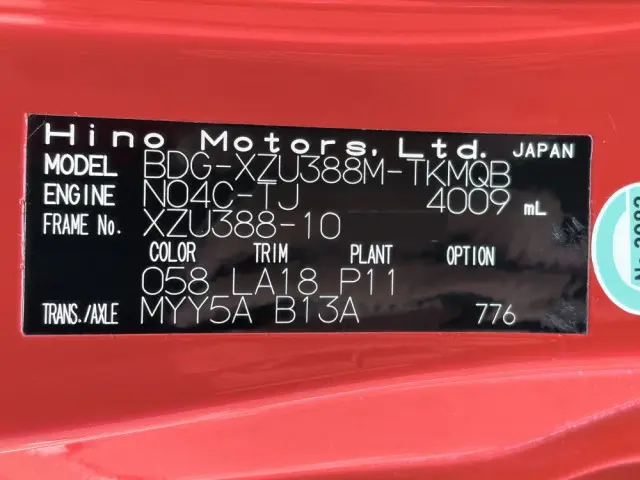 Hino Motors, Ltd. JAPAN
MODEL BDG-XZU388M-TKMQB
ENGINE N04C-TJ 4009 mL
FRAME No. XZU388-10
COLOR TRIM PLANT OPTION
058 LA18 P11
TRANS./AXLE MYY5A B13A 776